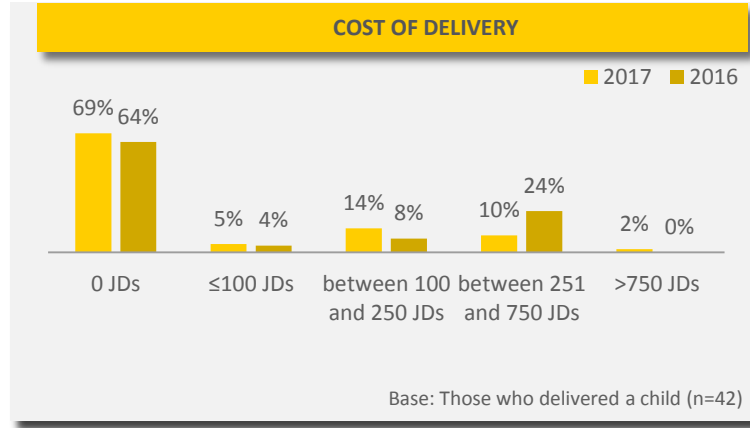 COST OF DELIVERY
2017 2016
69% 64%
5% 4%
14% 8%
10% 24%
2% 0%
0 JDs
≤100 JDs
between 100
and 250 JDs
between 251
and 750 JDs
>750 JDs
Base: Those who delivered a child (n=42)